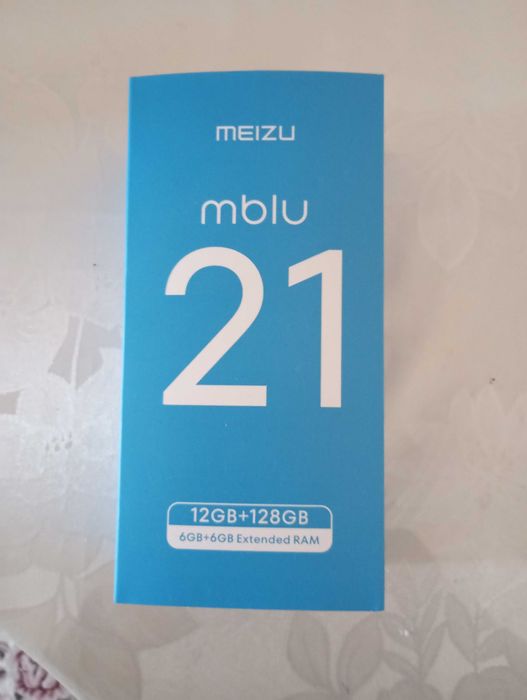 MEIZU
mblu
21
12GB+128GB
6GB+6GB Extended RAM